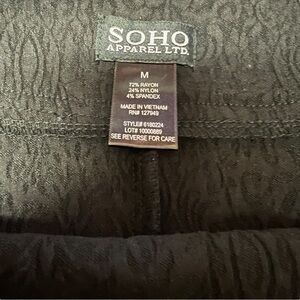 SOHO
APPAREL LTD.
M
72% RAYON
24% NYLON
4% SPANDEX
MADE IN VIETNAM
RN# 127949
STYLE# 6180224
LOT# 10000889
SEE REVERSE FOR CARE